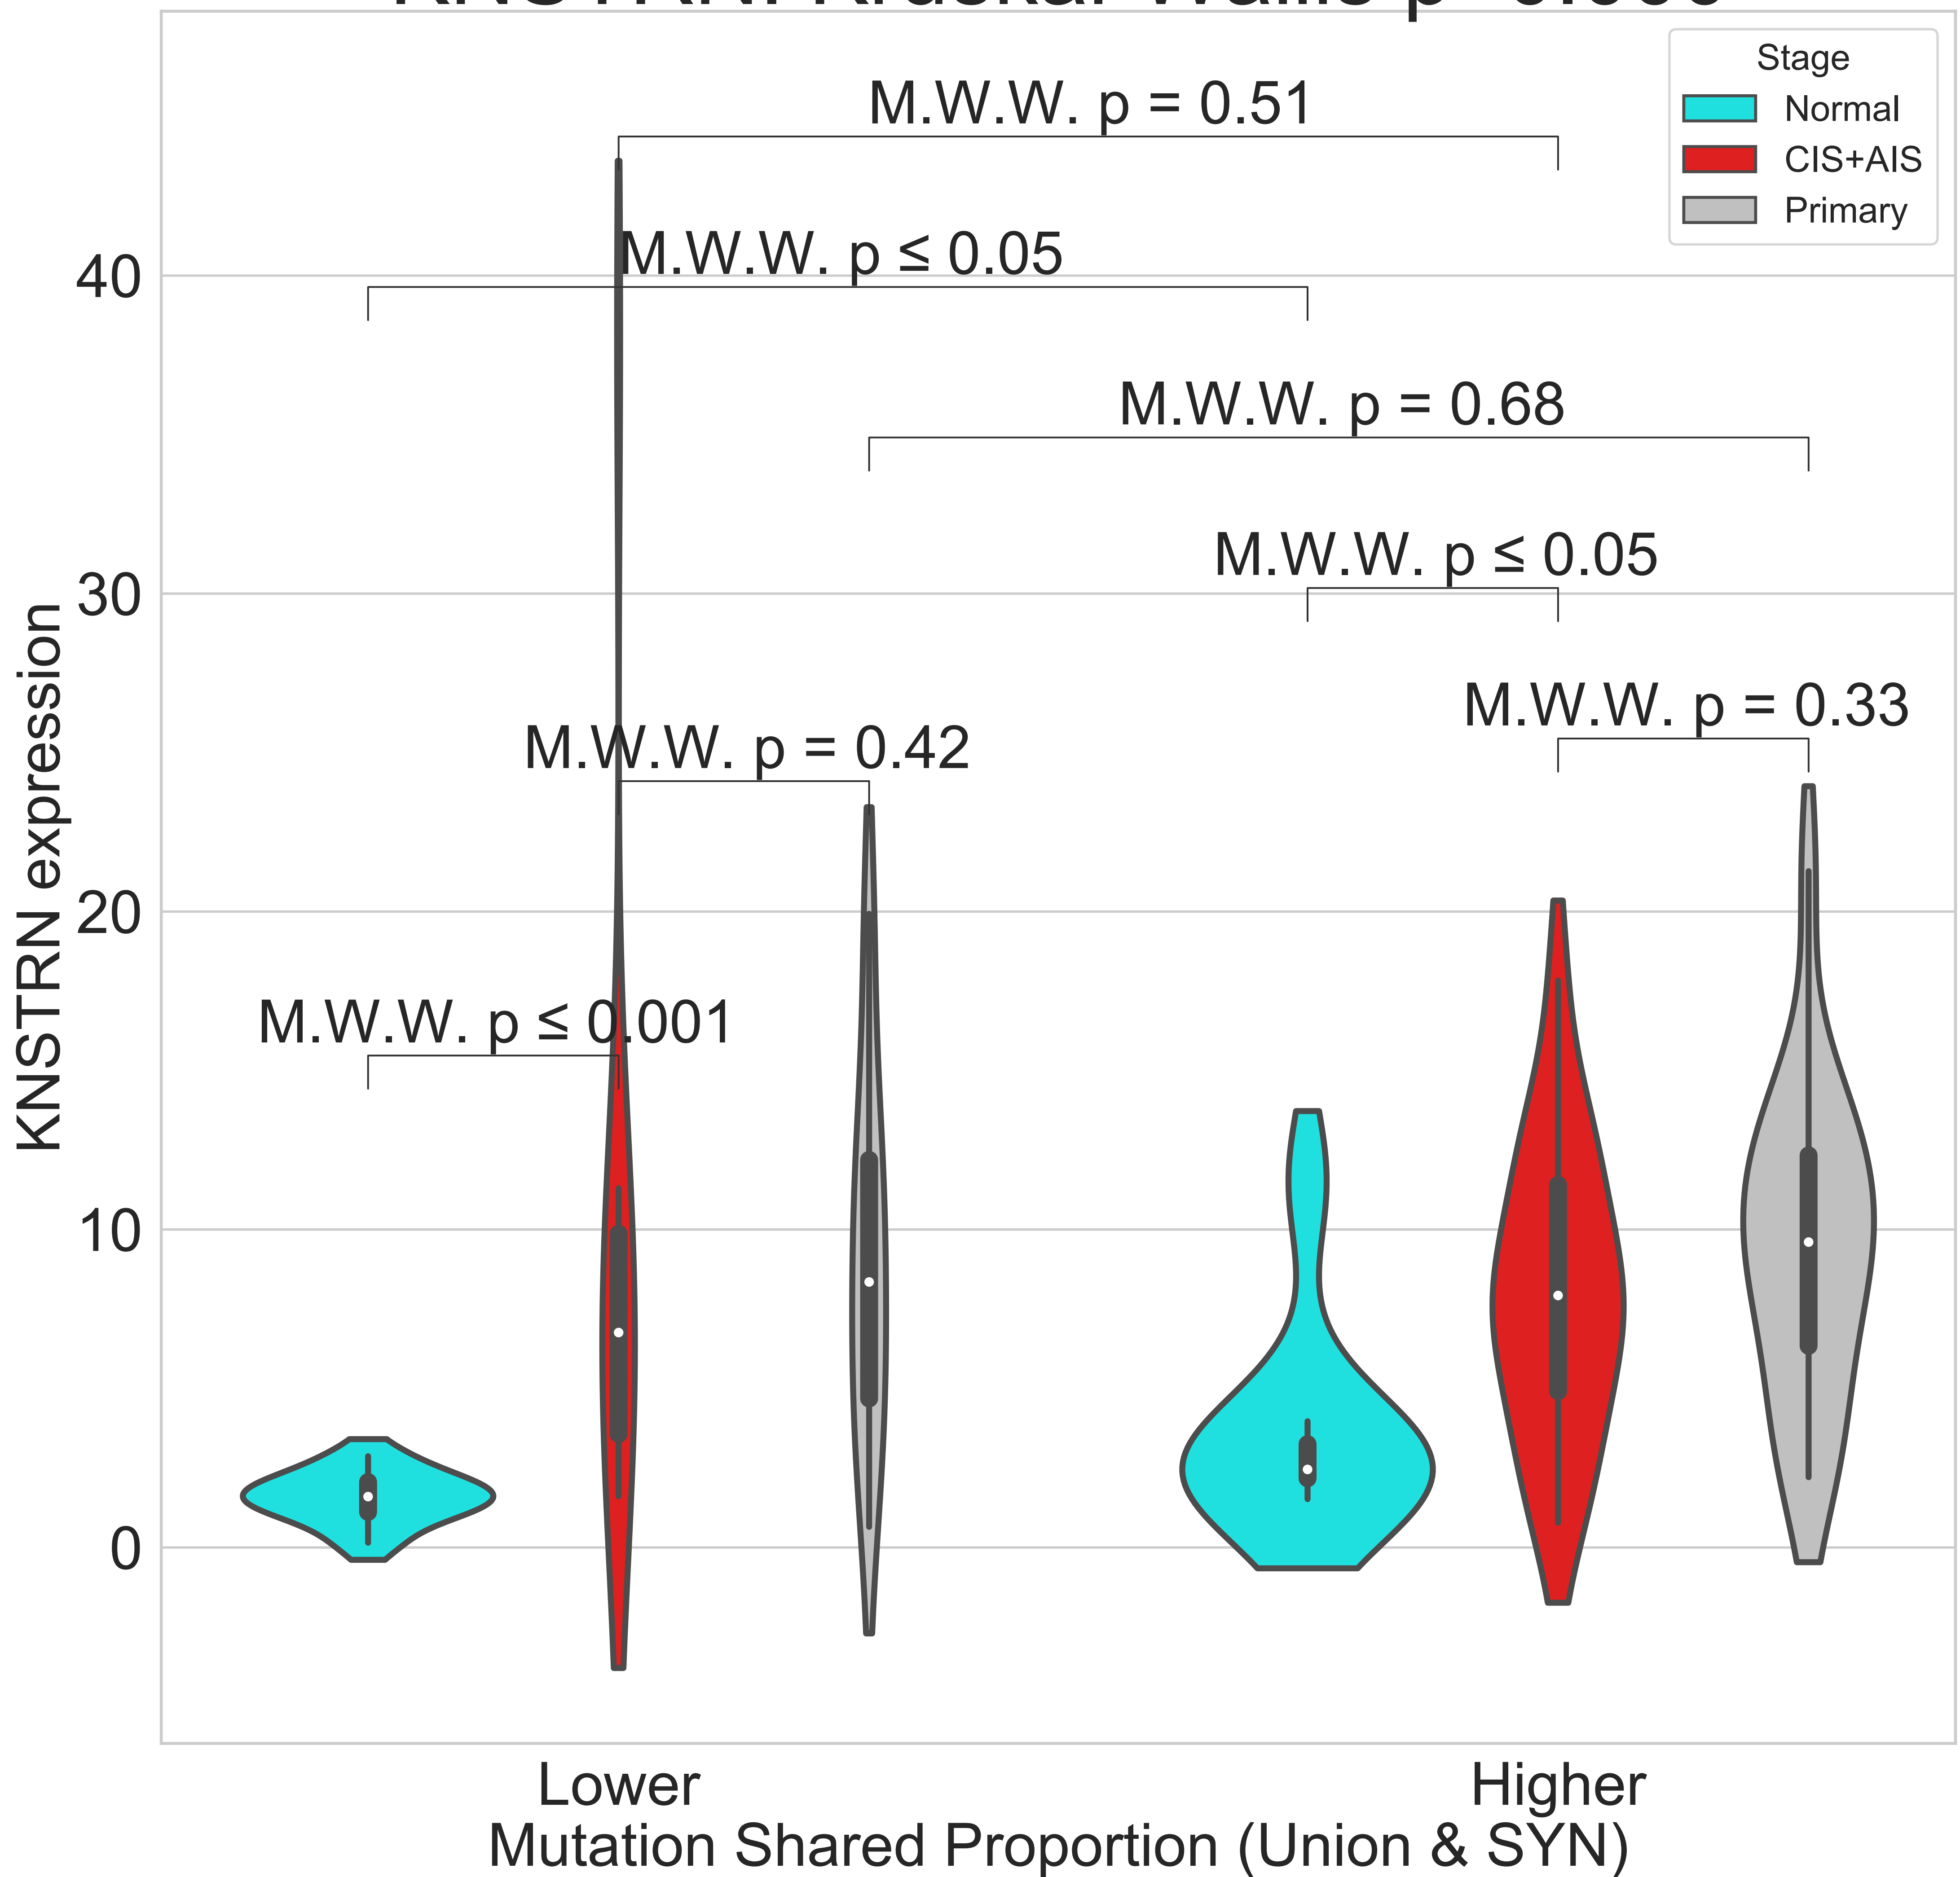 Stage
Normal
CIS+AIS
Primary
M.W.W. p = 0.51
M.W.W. p ≤ 0.05
M.W.W. p = 0.68
M.W.W. p ≤ 0.05
M.W.W. p = 0.33
M.W.W. p = 0.42
M.W.W. p ≤ 0.001
40
30
20
10
0
KNSTRN expression
Lower
Higher
Mutation Shared Proportion (Union & SYN)